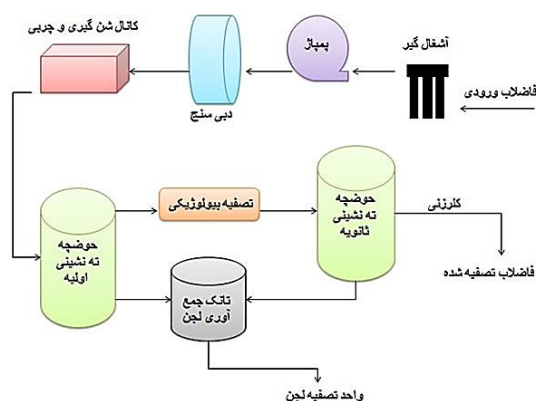 کانال شن گیری و چربی
پمپاژ
آشغال گیر
فاضلاب ورودی
دبی سنج
حوضچه
ته نشینی
اولیه
تصفیه بیولوژیکی
حوضچه
ته نشینی
ثانویه
کلرزنی
فاضلاب تصفیه شده
تانک جمع
آوری لجن
واحد تصفیه لجن